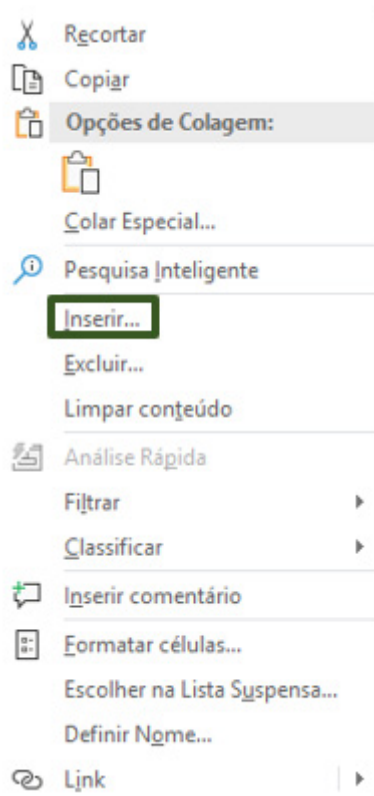 Recortar
Copiar
Opções de Colagem:
Colar Especial...
Pesquisa Inteligente
Inserir...
Excluir...
Limpar conteúdo
Análise Rápida
Filtrar
Classificar
Inserir comentário
Formatar células...
Escolher na Lista Suspensa...
Definir Nome...
Link